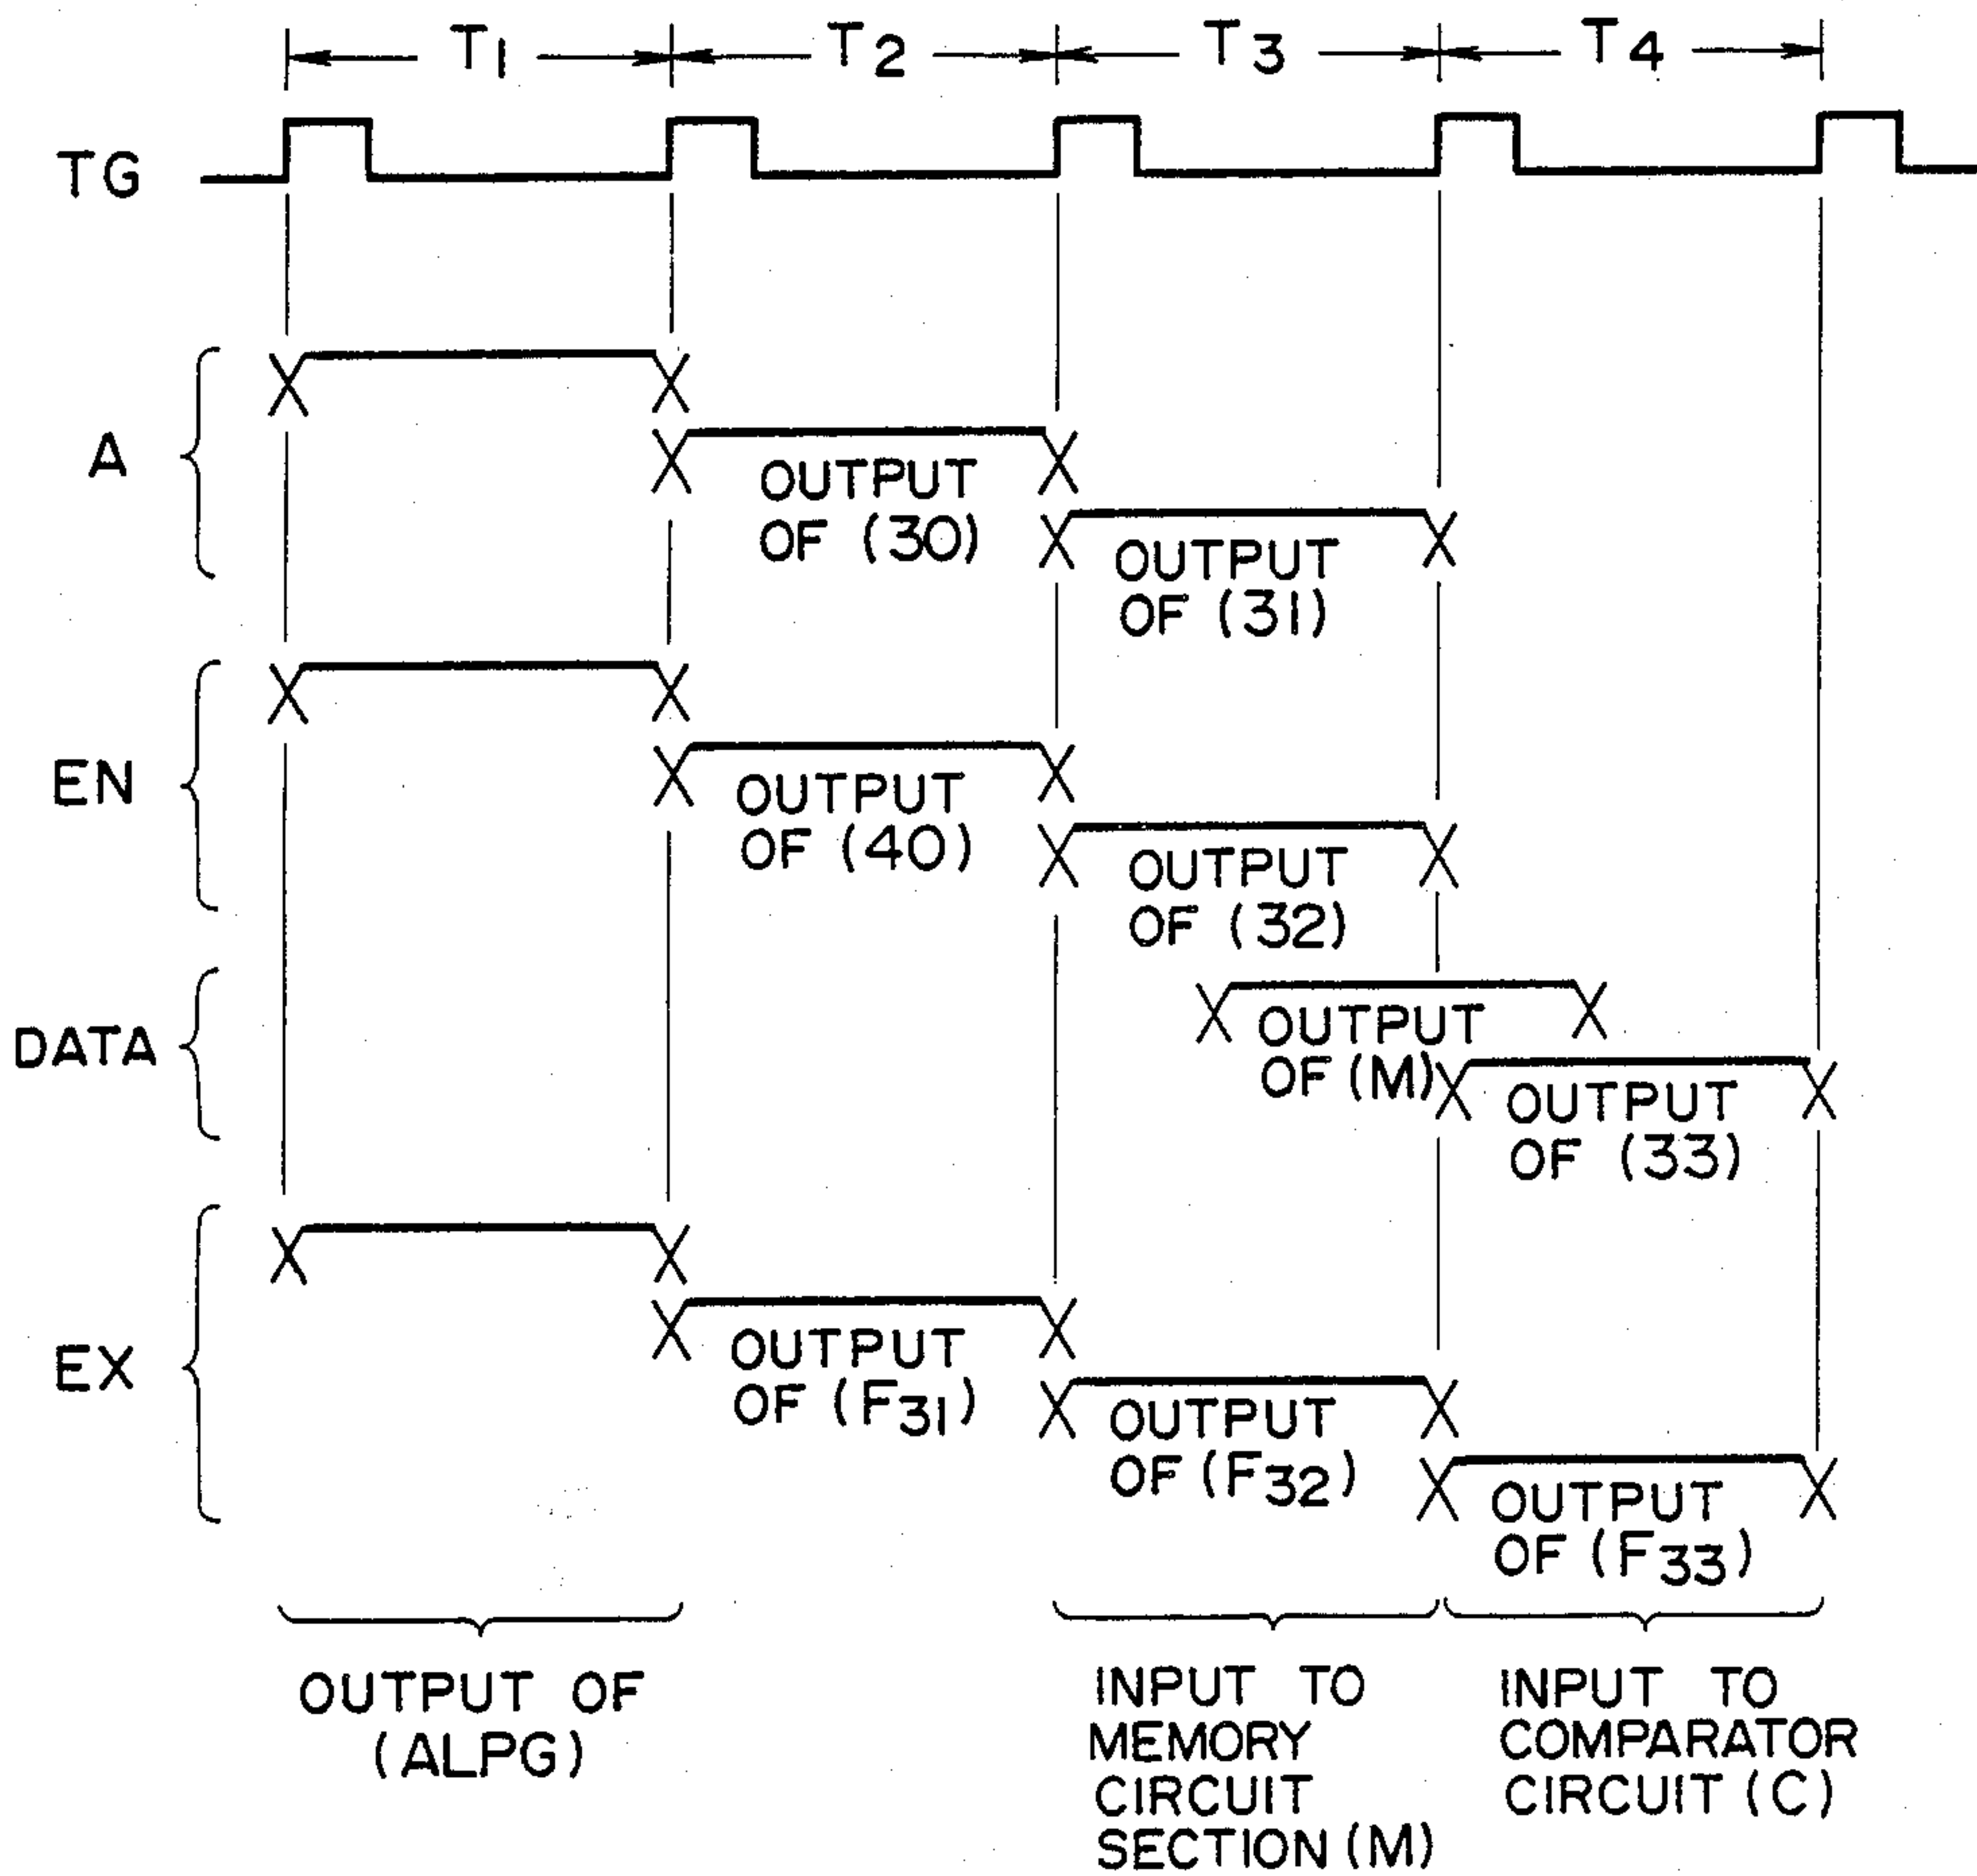 T1 T2 T3 T4
TG
A
OUTPUT
OF (30)
OUTPUT
OF (31)
EN
OUTPUT
OF (40)
OUTPUT
OF (32)
DATA
OUTPUT
OF (M)
OUTPUT
OF (33)
EX
OUTPUT
OF (F31)
OUTPUT
OF (F32)
OUTPUT
OF (F33)
OUTPUT OF
(ALPG)
INPUT TO
MEMORY
CIRCUIT
SECTION (M)
INPUT TO
COMPARATOR
CIRCUIT (C)